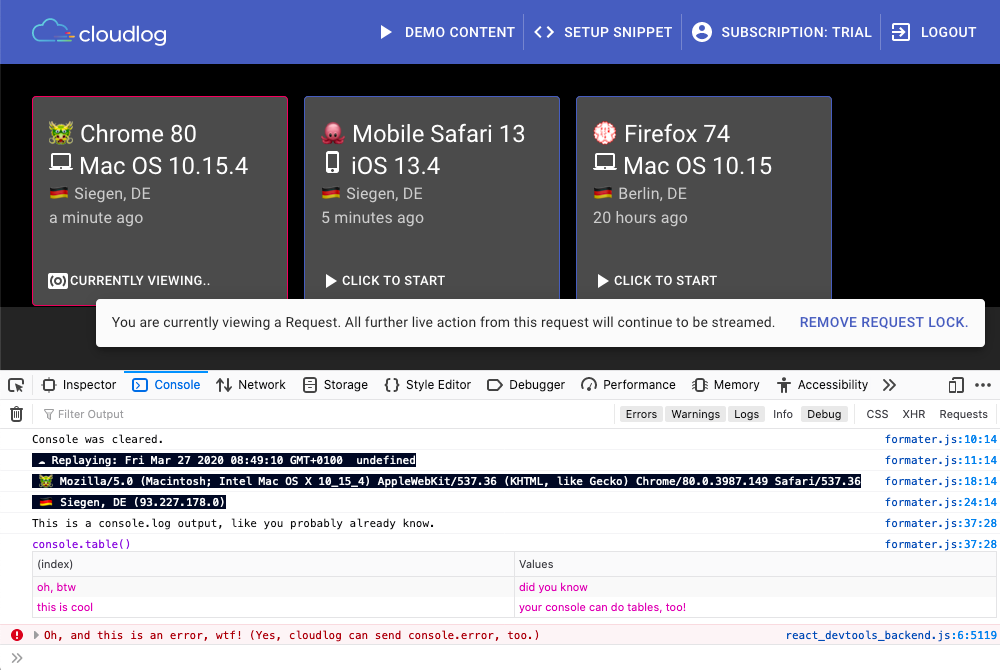 cloudlog
DEMO CONTENT
SETUP SNIPPET
SUBSCRIPTION: TRIAL
LOGOUT
Chrome 80
Mac OS 10.15.4
Siegen, DE
a minute ago
CURRENTLY VIEWING..
Mobile Safari 13
iOS 13.4
Siegen, DE
5 minutes ago
CLICK TO START
Firefox 74
Mac OS 10.15
Berlin, DE
20 hours ago
CLICK TO START
You are currently viewing a Request. All further live action from this request will continue to be streamed. REMOVE REQUEST LOCK.
Inspector Console Network Storage Style Editor Debugger Performance Memory Accessibility
Filter Output Errors Warnings Logs Info Debug CSS XHR Requests
Console was cleared. formater.js:10:14
☁ Replaying: Fri Mar 27 2020 08:49:10 GMT+0100 undefined formater.js:11:14
Mozilla/5.0 (Macintosh; Intel Mac OS X 10_15_4) AppleWebKit/537.36 (KHTML, like Gecko) Chrome/80.0.3987.149 Safari/537.36 formater.js:18:14
Siegen, DE (93.227.178.0) formater.js:24:14
This is a console.log output, like you probably already know. formater.js:37:28
console.table() formater.js:37:28
(index) Values
oh, btw did you know
this is cool your console can do tables, too!
Oh, and this is an error, wtf! (Yes, cloudlog can send console.error, too.) react_devtools_backend.js:6:5119